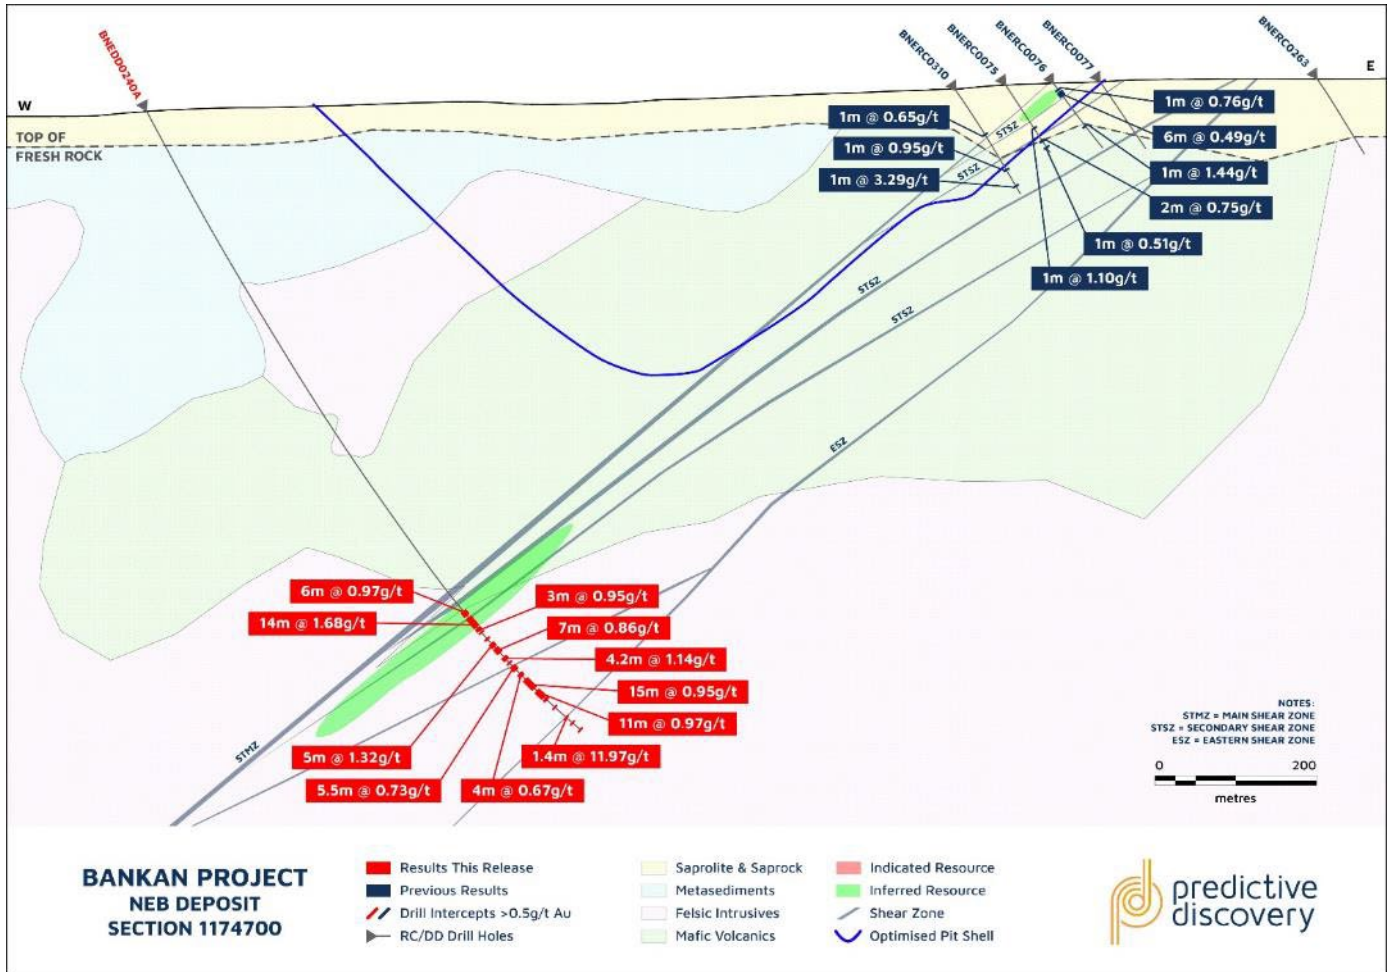 BNEDD0240A
BNERC0310
BNERC0075
BNERC0076
BNERC0077
BNERC0263
W
E
TOP OF
FRESH ROCK
1m @ 0.65g/t
1m @ 0.95g/t
1m @ 3.29g/t
1m @ 0.76g/t
6m @ 0.49g/t
1m @ 1.44g/t
2m @ 0.75g/t
1m @ 0.51g/t
1m @ 1.10g/t
STSZ
STSZ
STSZ
STSZ
ESZ
STMZ
6m @ 0.97g/t
14m @ 1.68g/t
3m @ 0.95g/t
7m @ 0.86g/t
4.2m @ 1.14g/t
15m @ 0.95g/t
11m @ 0.97g/t
1.4m @ 11.97g/t
5m @ 1.32g/t
5.5m @ 0.73g/t
4m @ 0.67g/t
NOTES:
STMZ = MAIN SHEAR ZONE
STSZ = SECONDARY SHEAR ZONE
ESZ = EASTERN SHEAR ZONE
0 200
metres
BANKAN PROJECT
NEB DEPOSIT
SECTION 1174700
Results This Release
Previous Results
Drill Intercepts >0.5g/t Au
RC/DD Drill Holes
Saprolite & Saprock
Metasediments
Felsic Intrusives
Mafic Volcanics
Indicated Resource
Inferred Resource
Shear Zone
Optimised Pit Shell
predictive
discovery